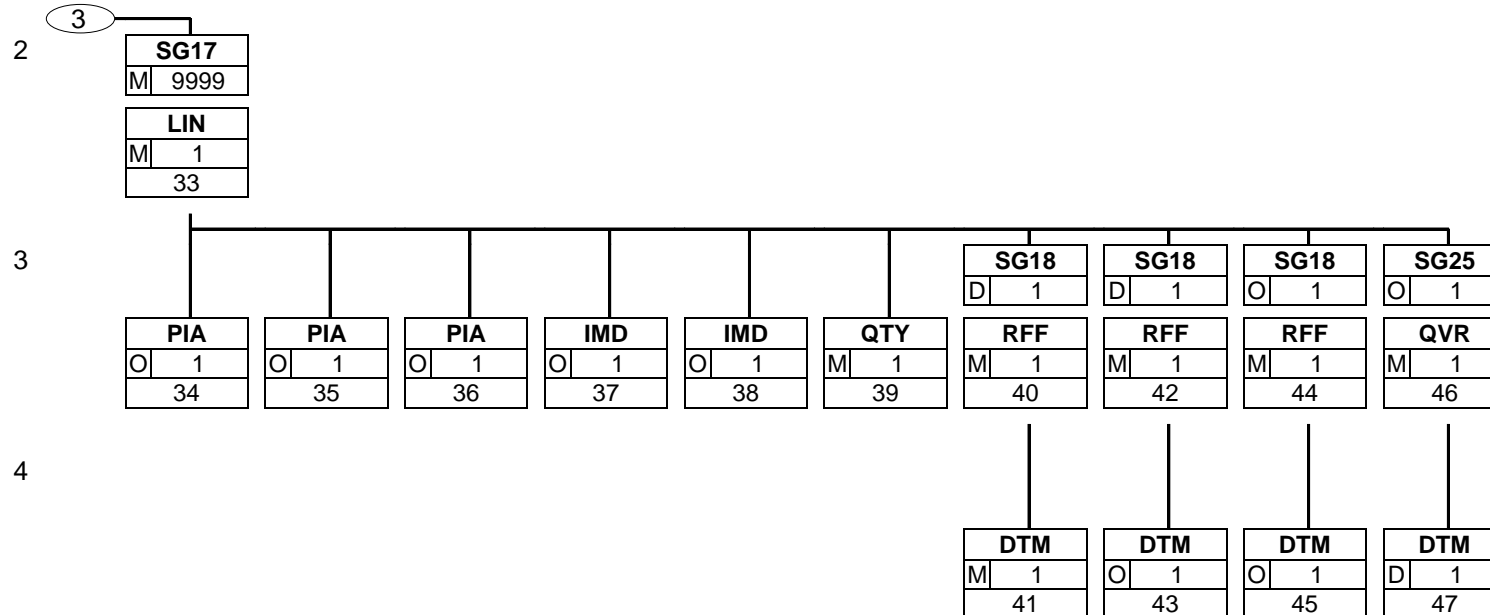 3
2
SG17
M 9999
LIN
M 1
33
3
SG18 SG18 SG18 SG25
D 1 D 1 O 1 O 1
PIA PIA PIA IMD IMD QTY RFF RFF RFF QVR
O 1 O 1 O 1 O 1 O 1 M 1 M 1 M 1 M 1 M 1
34 35 36 37 38 39 40 42 44 46
4
DTM DTM DTM DTM
M 1 O 1 O 1 D 1
41 43 45 47